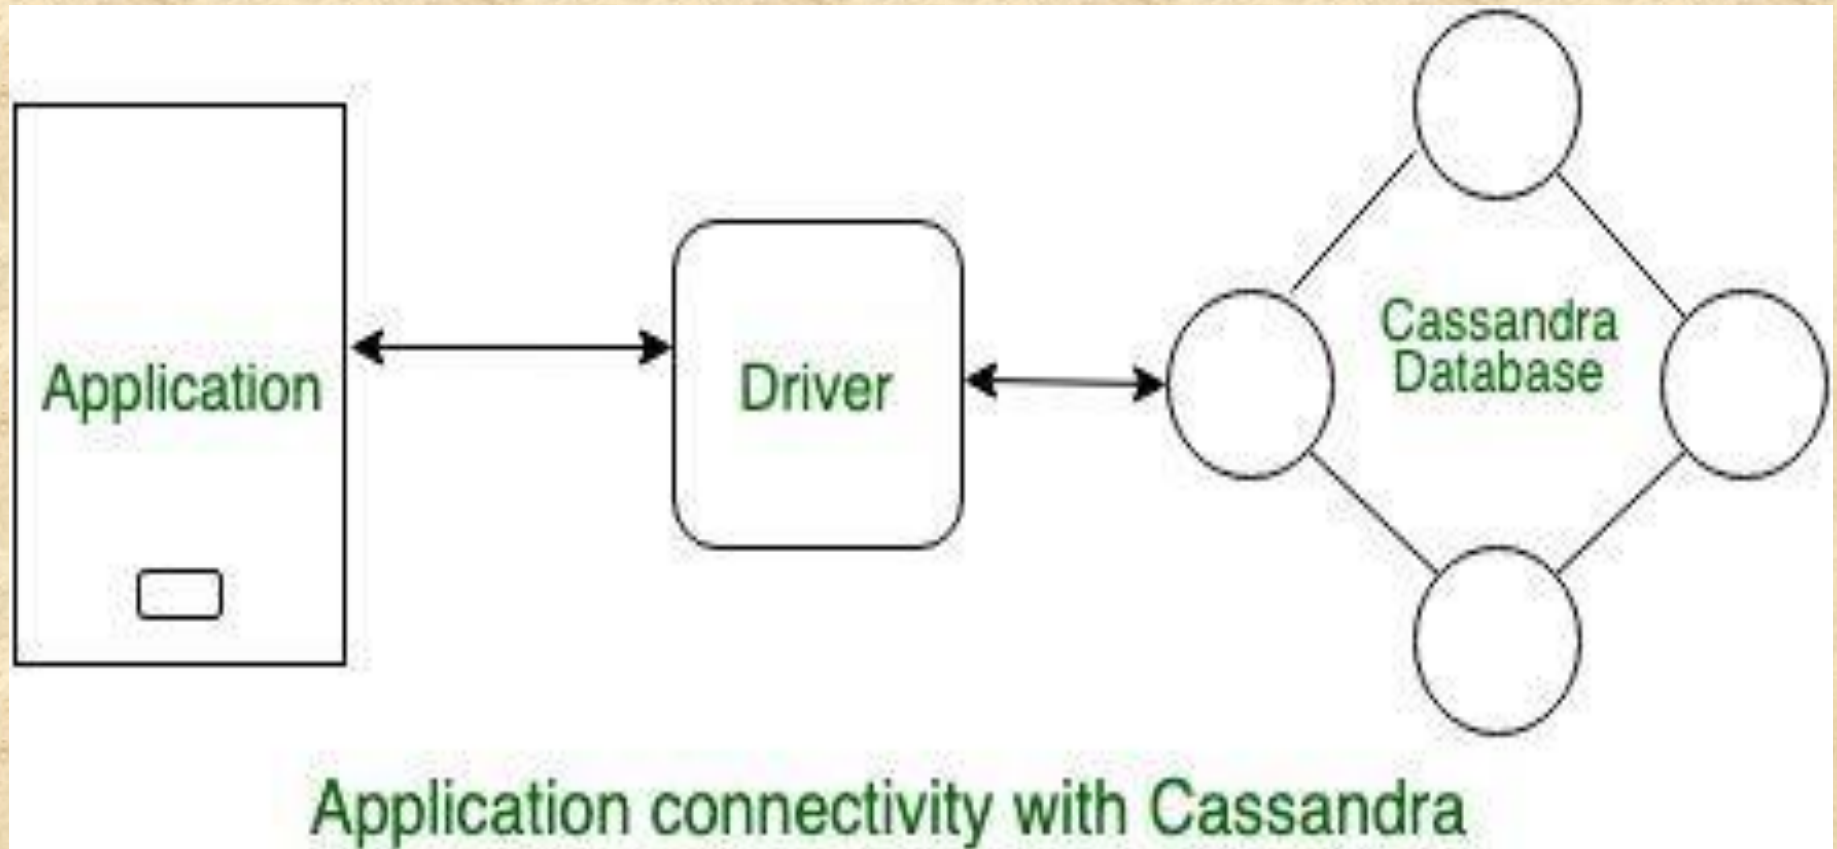 Application
Driver
Cassandra
Database
Application connectivity with Cassandra